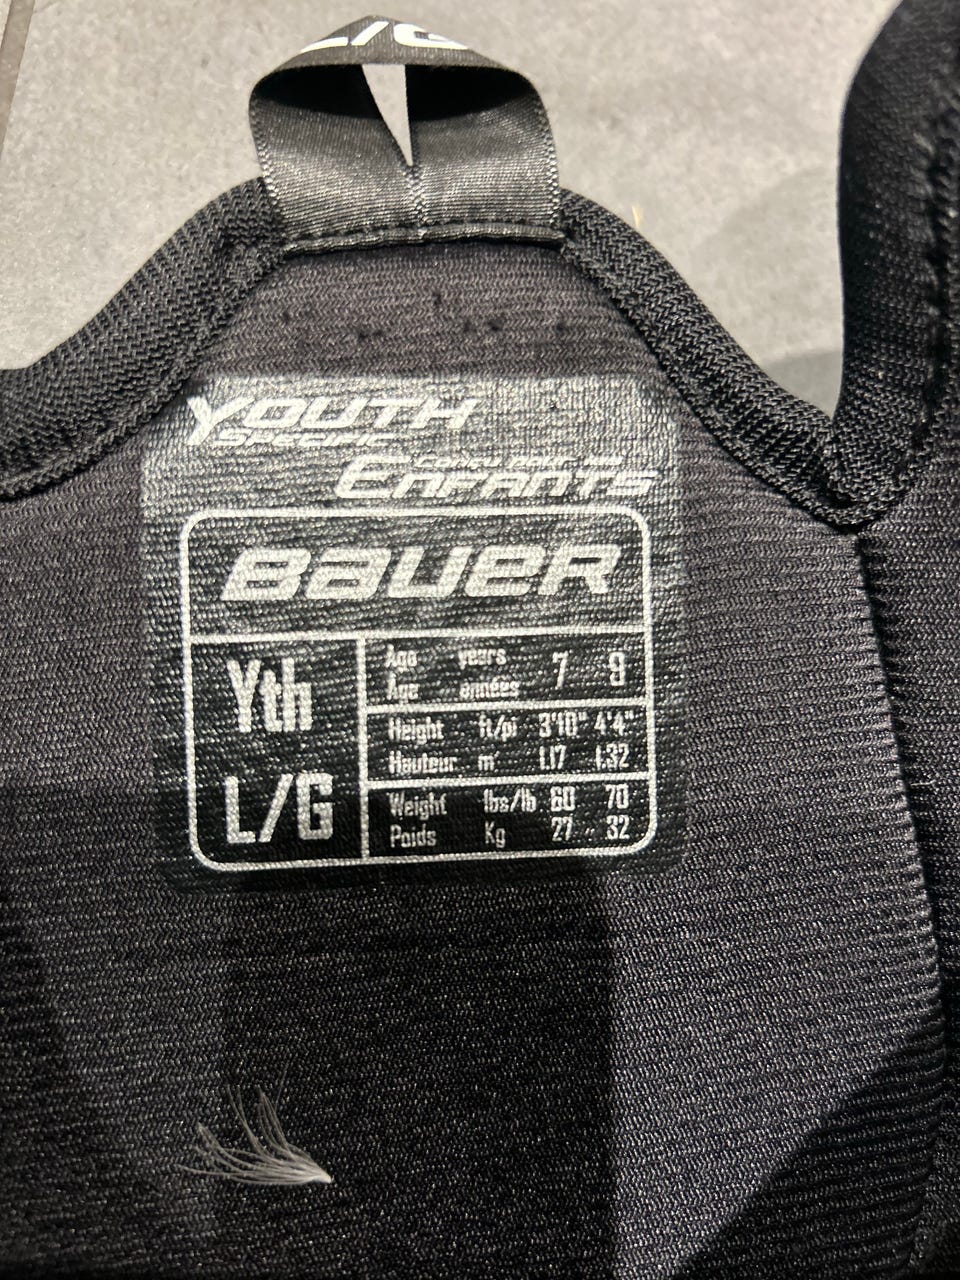 L/G
YOUTH
SPECIFIC
ENFANTS
BAUER
Yth
L/G
Age years 7 9
Age années
Height ft/pi 3'10" 4'4"
Hauteur m 1.17 1.32
Weight lbs/lb 60 70
Poids Kg 27 32